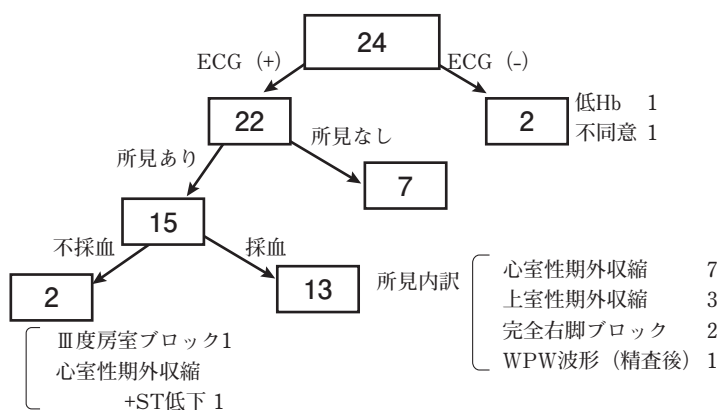 24
ECG（+） ECG（-）
22
2
低Hb 1
不同意 1
所見あり 所見なし
7
15
不採血 採血
2
13
所見内訳
心室性期外収縮 7
上室性期外収縮 3
完全右脚ブロック 2
WPW波形（精査後） 1
Ⅲ度房室ブロック1
心室性期外収縮
+ST低下 1